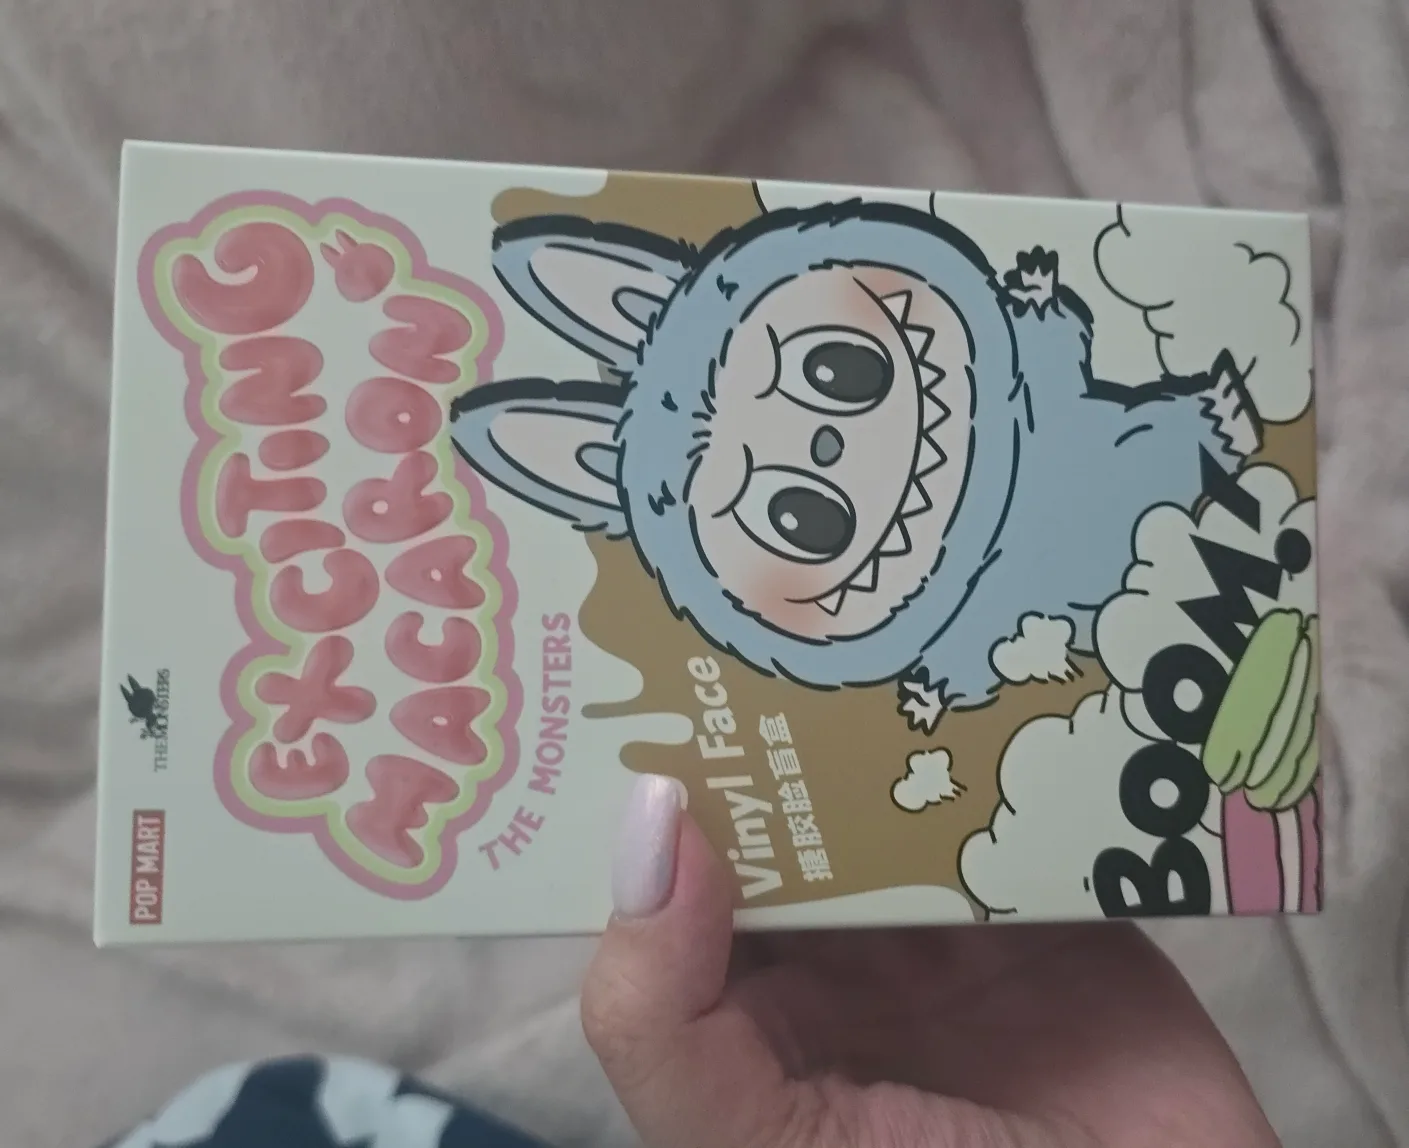 POP MART
THE MONSTERS
EXCITING
MACARON
THE MONSTERS
Vinyl Face
搪胶脸盲盒
BOOM!